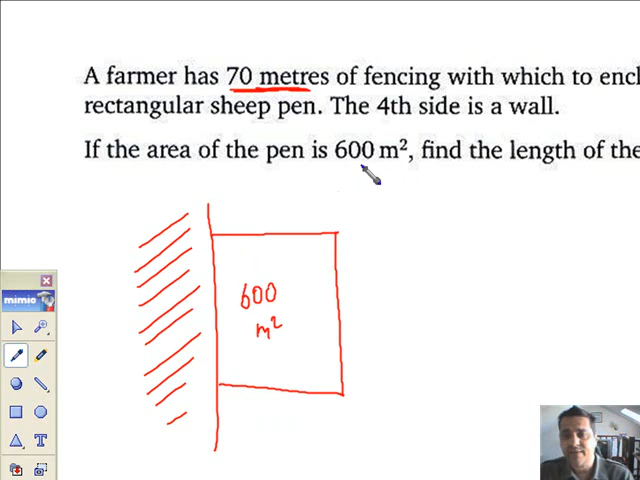 A farmer has 70 metres of fencing with which to encl
rectangular sheep pen. The 4th side is a wall.
If the area of the pen is 600 m², find the length of the
600
m²
mimio
T